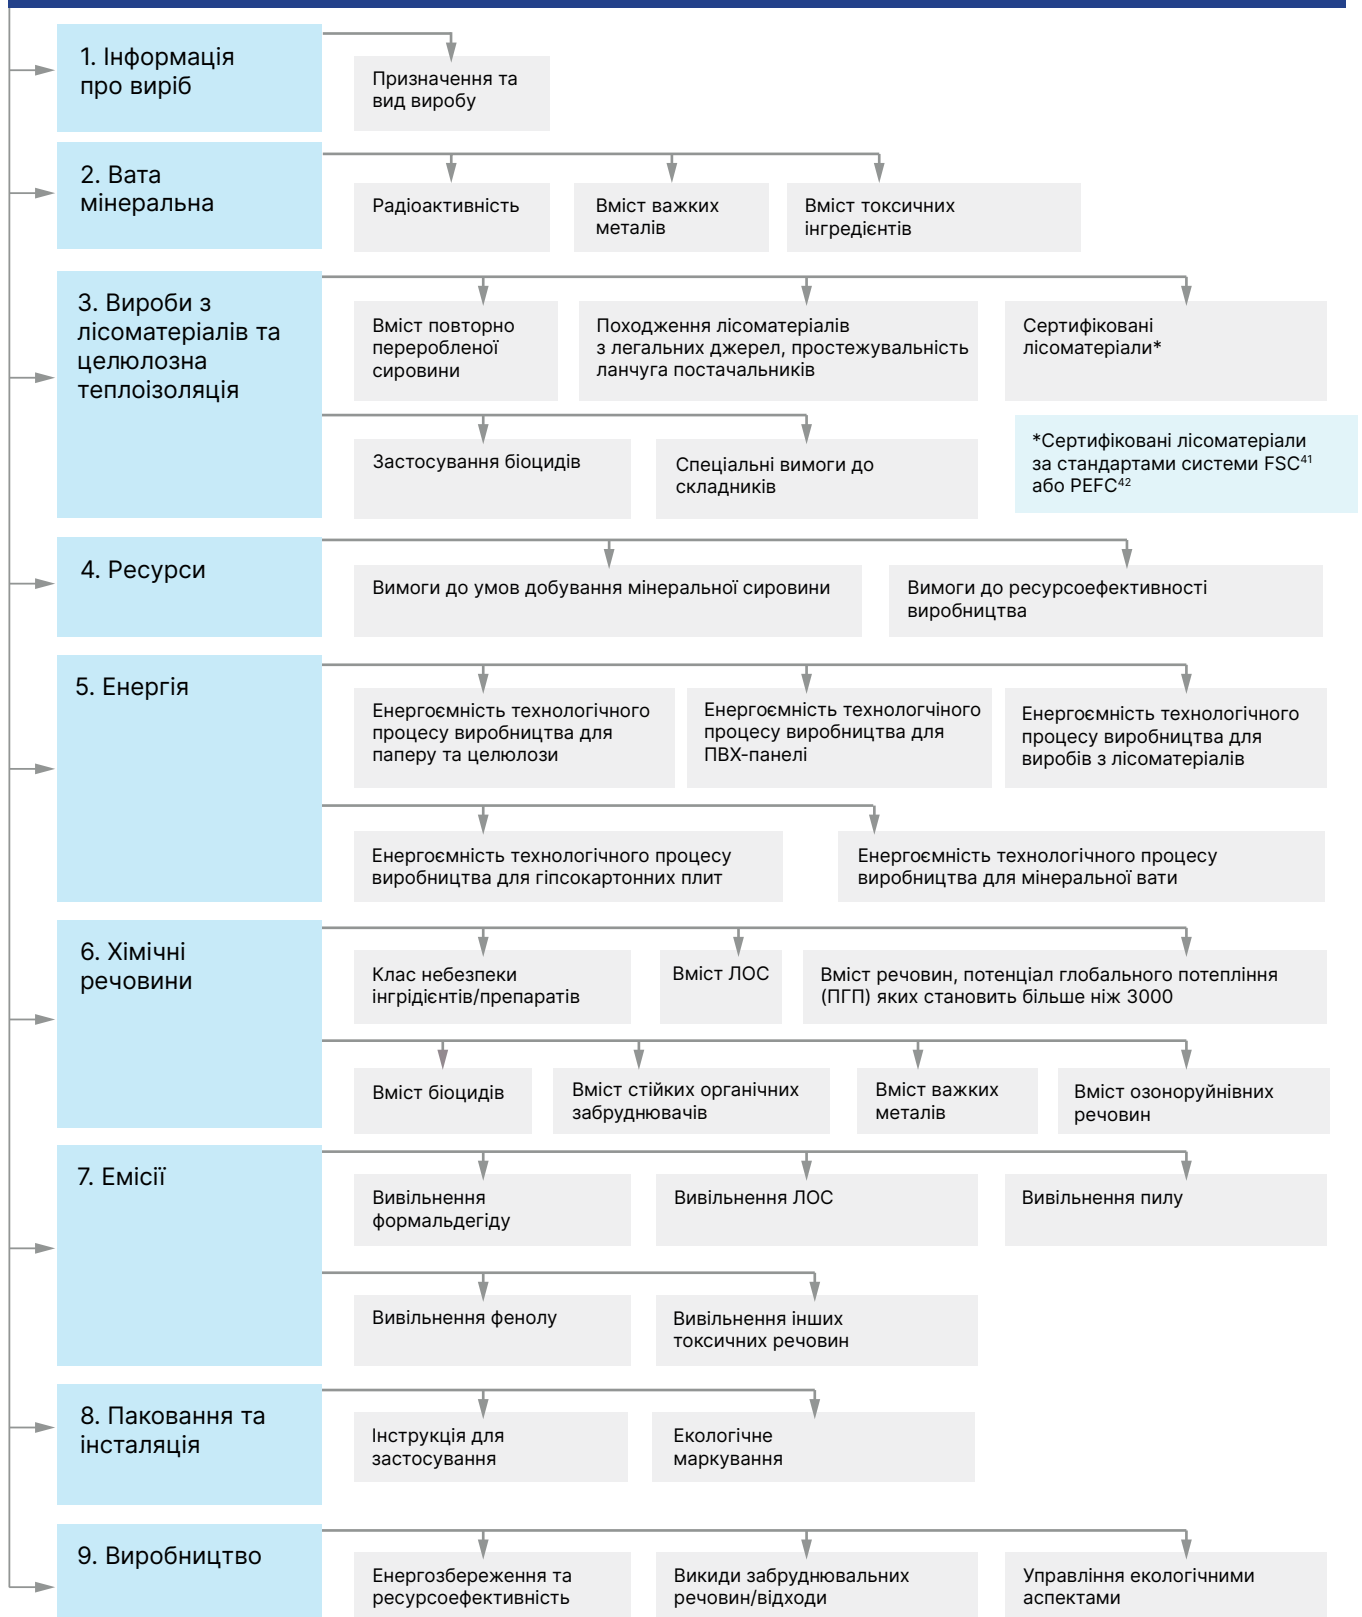 1. Інформація
про виріб
Призначення та
вид виробу
2. Вата
мінеральна
Радіоактивність
Вміст важких
металів
Вміст токсичних
інгредієнтів
3. Вироби з
лісоматеріалів та
целюлозна
теплоізоляція
Вміст повторно
переробленої
сировини
Походження лісоматеріалів
з легальних джерел, простежувальність
ланчуга постачальників
Сертифіковані
лісоматеріали*
Застосування біоцидів
Спеціальні вимоги до
складників
*Сертифіковані лісоматеріали
за стандартами системи FSC⁴¹
або PEFC⁴²
4. Ресурси
Вимоги до умов добування мінеральної сировини
Вимоги до ресурсоефективності
виробництва
5. Енергія
Енергоємність технологічного
процесу виробництва для
паперу та целюлози
Енергоємність технологчіного
процесу виробництва для
ПВХ-панелі
Енергоємність технологічного
процесу виробництва для
виробів з лісоматеріалів
Енергоємність технологічного процесу
виробництва для гіпсокартонних плит
Енергоємність технологічного процесу
виробництва для мінеральної вати
6. Хімічні
речовини
Клас небезпеки
інгрідієнтів/препаратів
Вміст ЛОС
Вміст речовин, потенціал глобального потепління
(ПГП) яких становить більше ніж 3000
Вміст біоцидів
Вміст стійких органічних
забруднювачів
Вміст важких
металів
Вміст озоноруйнівних
речовин
7. Емісії
Вивільнення
формальдегіду
Вивільнення ЛОС
Вивільнення пилу
Вивільнення фенолу
Вивільнення інших
токсичних речовин
8. Паковання та
інсталяція
Інструкція для
застосування
Екологічне
маркування
9. Виробництво
Енергозбереження та
ресурсоефективність
Викиди забруднювальних
речовин/відходи
Управління екологічними
аспектами